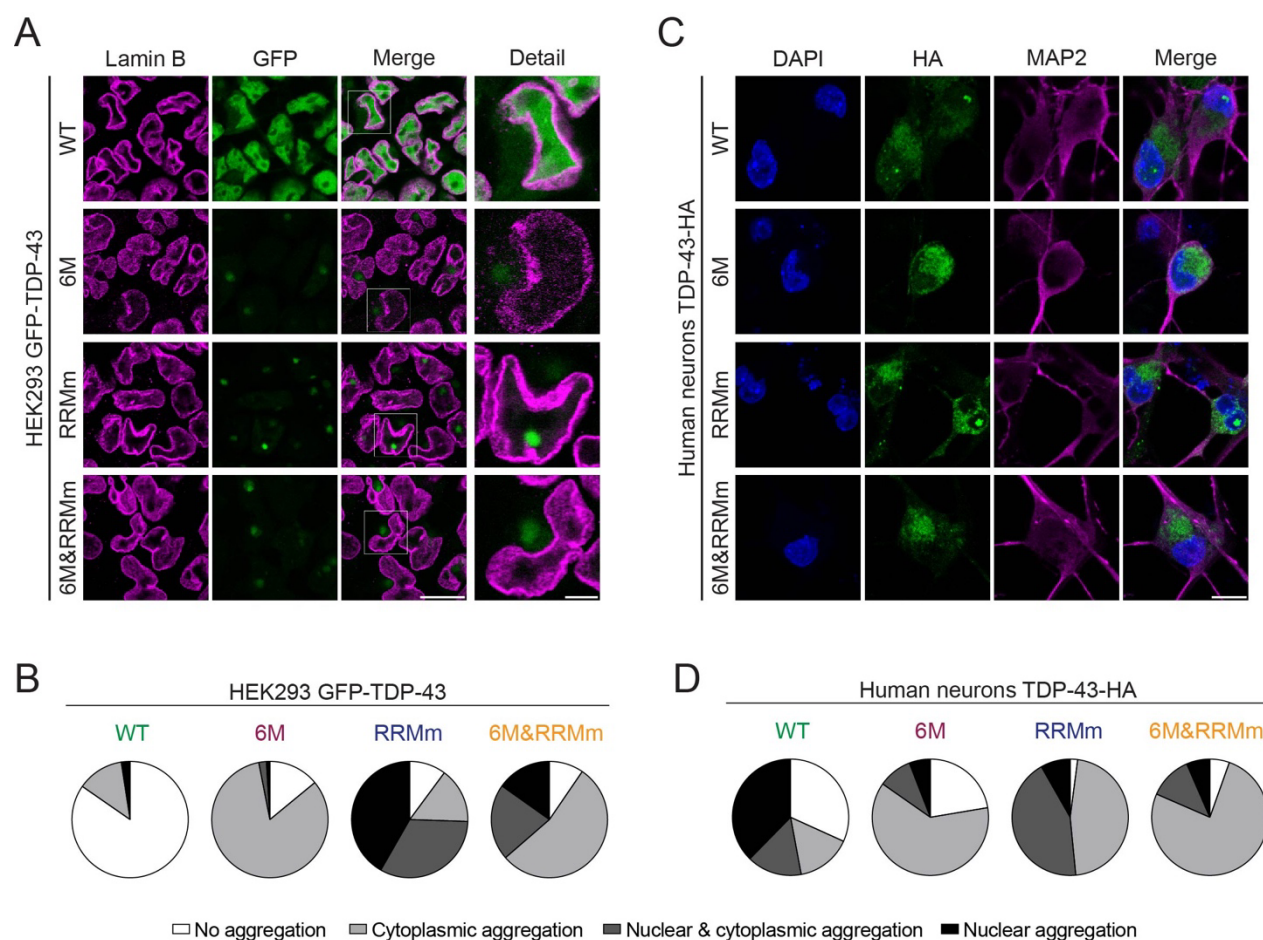 A
Lamin B GFP Merge Detail
HEK293 GFP-TDP-43
WT
6M
RRMm
6M&RRMm
C
DAPI HA MAP2 Merge
Human neurons TDP-43-HA
WT
6M
RRMm
6M&RRMm
B
HEK293 GFP-TDP-43
WT 6M RRMm 6M&RRMm
D
Human neurons TDP-43-HA
WT 6M RRMm 6M&RRMm
No aggregation Cytoplasmic aggregation Nuclear & cytoplasmic aggregation Nuclear aggregation